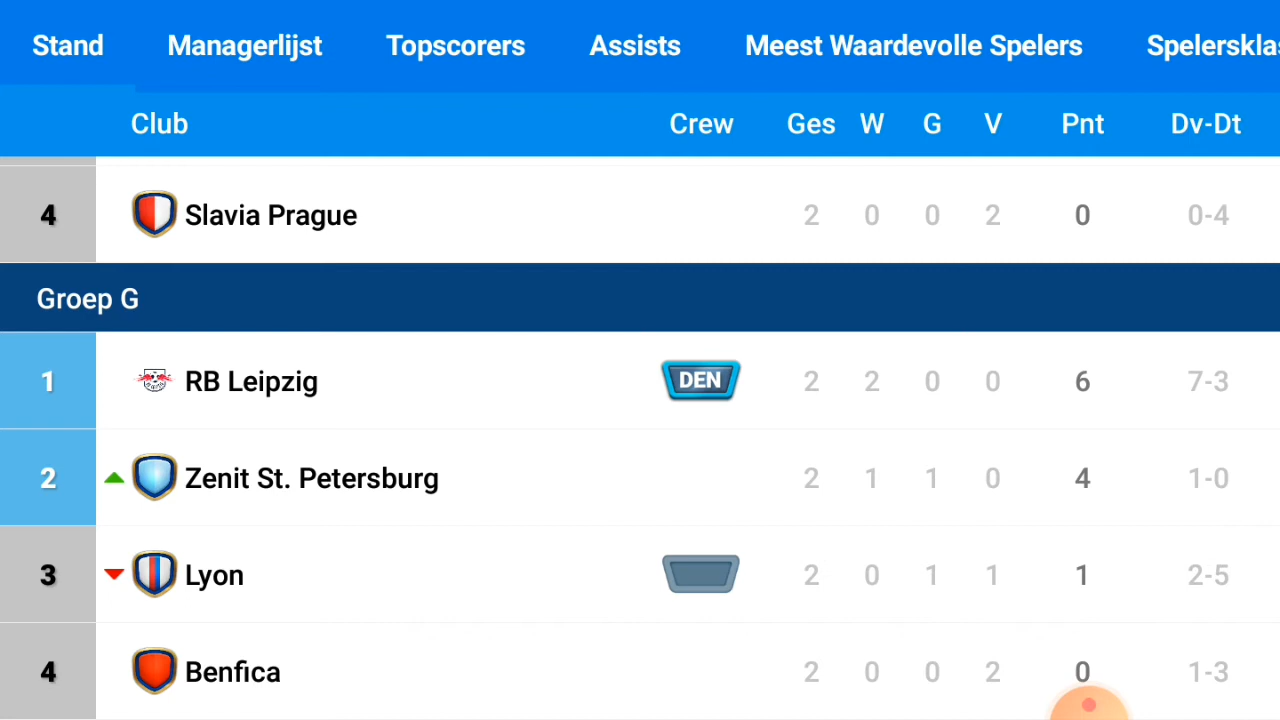 Stand Managerlijst Topscorers Assists Meest Waardevolle Spelers Spelerskla
Club Crew Ges W G V Pnt Dv-Dt
4 Slavia Prague 2 0 0 2 0 0-4
Groep G
1 RB Leipzig DEN 2 2 0 0 6 7-3
2 Zenit St. Petersburg 2 1 1 0 4 1-0
3 Lyon 2 0 1 1 1 2-5
4 Benfica 2 0 0 2 0 1-3